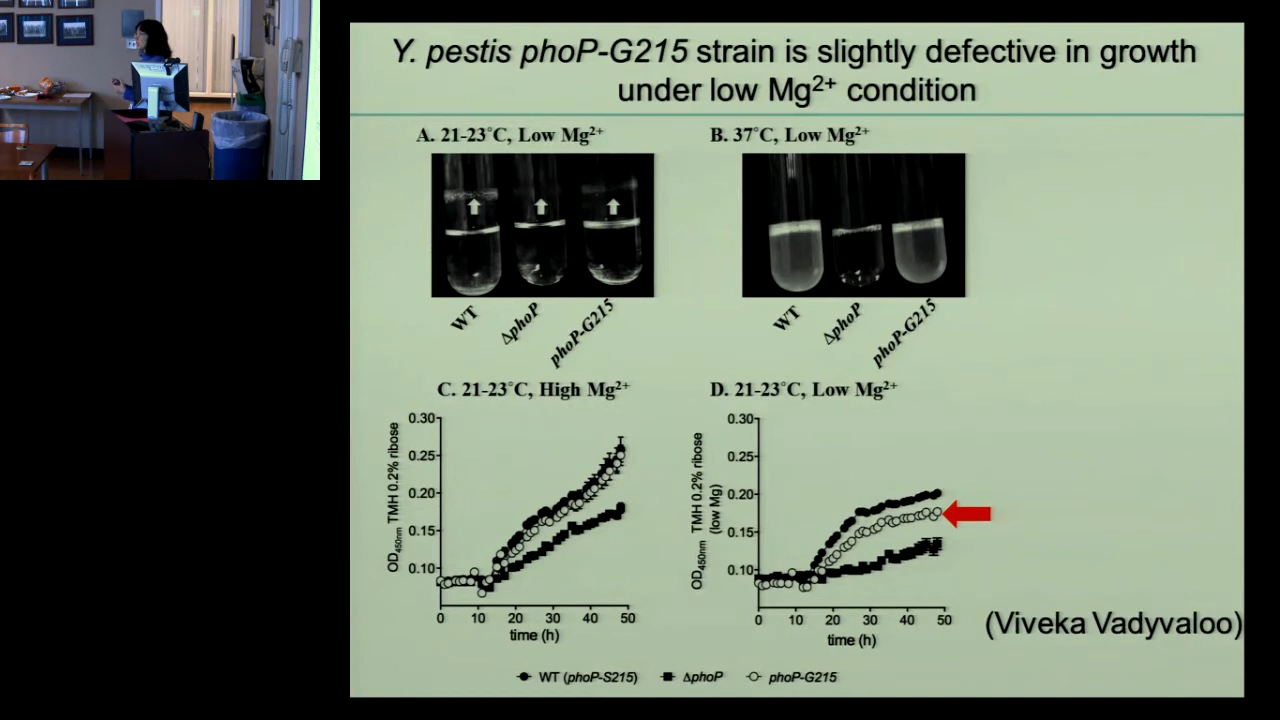 Y. pestis phoP-G215 strain is slightly defective in growth
under low Mg²⁺ condition
A. 21-23°C, Low Mg²⁺
B. 37°C, Low Mg²⁺
WT
ΔphoP
phoP-G215
WT
ΔphoP
phoP-G215
C. 21-23°C, High Mg²⁺
D. 21-23°C, Low Mg²⁺
OD450nm TMH 0.2% ribose
0.30
0.25
0.20
0.15
0.10
0 10 20 30 40 50
time (h)
OD450nm TMH 0.2% ribose
(low Mg)
0.30
0.25
0.20
0.15
0.10
0 10 20 30 40 50
time (h)
(Viveka Vadyvaloo)
WT (phoP-S215) ΔphoP phoP-G215